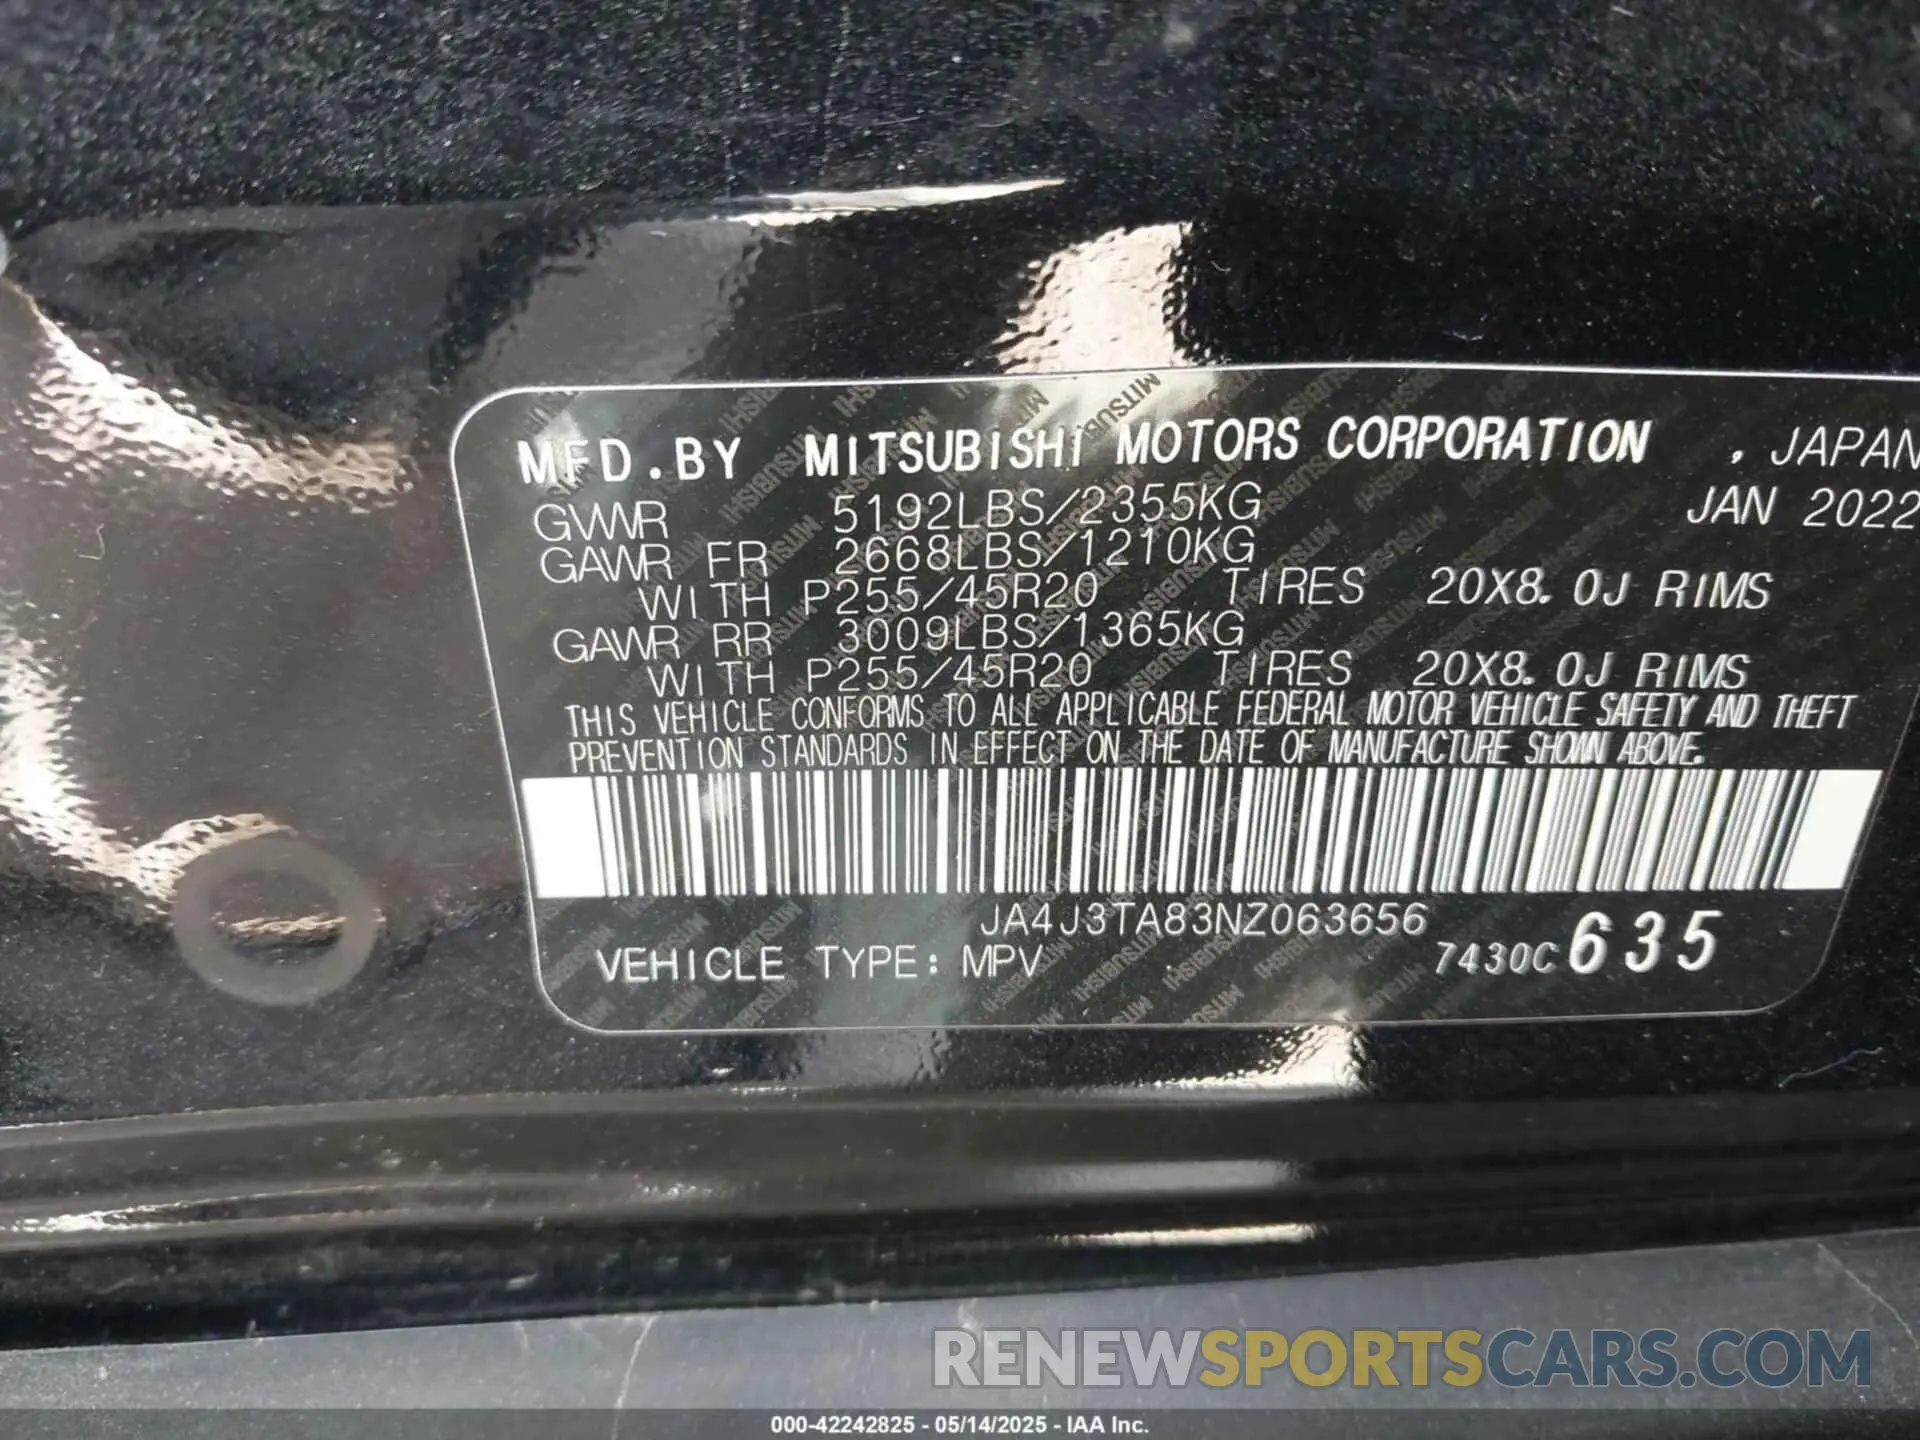 MFD.BY MITSUBISHI MOTORS CORPORATION , JAPAN
GVWR 5192LBS/2355KG JAN 2022
GAWR FR 2668LBS/1210KG
WITH P255/45R20 TIRES 20X8.0J RIMS
GAWR RR 3009LBS/1365KG
WITH P255/45R20 TIRES 20X8.0J RIMS
THIS VEHICLE CONFORMS TO ALL APPLICABLE FEDERAL MOTOR VEHICLE SAFETY AND THEFT
PREVENTION STANDARDS IN EFFECT ON THE DATE OF MANUFACTURE SHOWN ABOVE.
JA4J3TA83NZ063656
VEHICLE TYPE: MPV 7430C 635
RENEWSPORTSCARS.COM
000-42242825 - 05/14/2025 - IAA Inc.